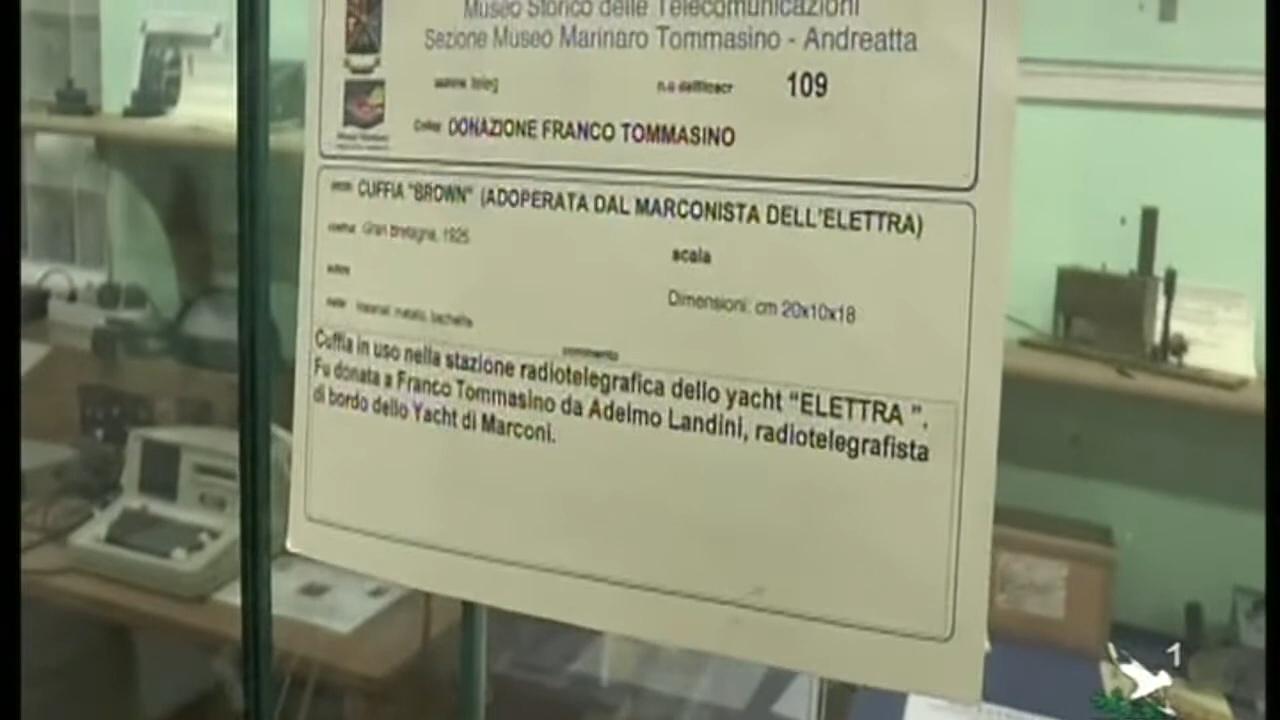 Museo Storico delle Telecomunicazioni
Sezione Museo Marinaro Tommasino - Andreatta
109
DONAZIONE FRANCO TOMMASINO
CUFFIA "BROWN" (ADOPERATA DAL MARCONISTA DELL'ELETTRA)
Gran bretagna, 1925
scala
Dimensioni: cm 20x10x18
commento
Cuffia in uso nella stazione radiotelegrafica dello yacht "ELETTRA ".
Fu donata a Franco Tommasino da Adelmo Landini, radiotelegrafista
di bordo dello Yacht di Marconi.
1